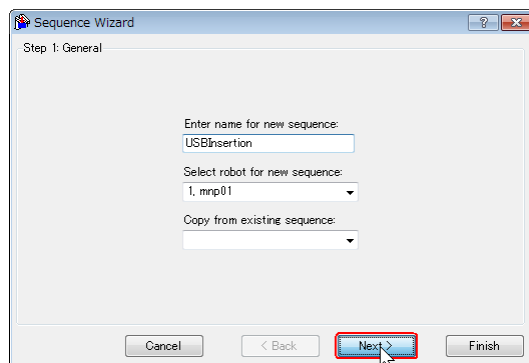 Sequence Wizard
Step 1: General
Enter name for new sequence:
USBInsertion
Select robot for new sequence:
1, mnp01
Copy from existing sequence:
Cancel
< Back
Next >
Finish